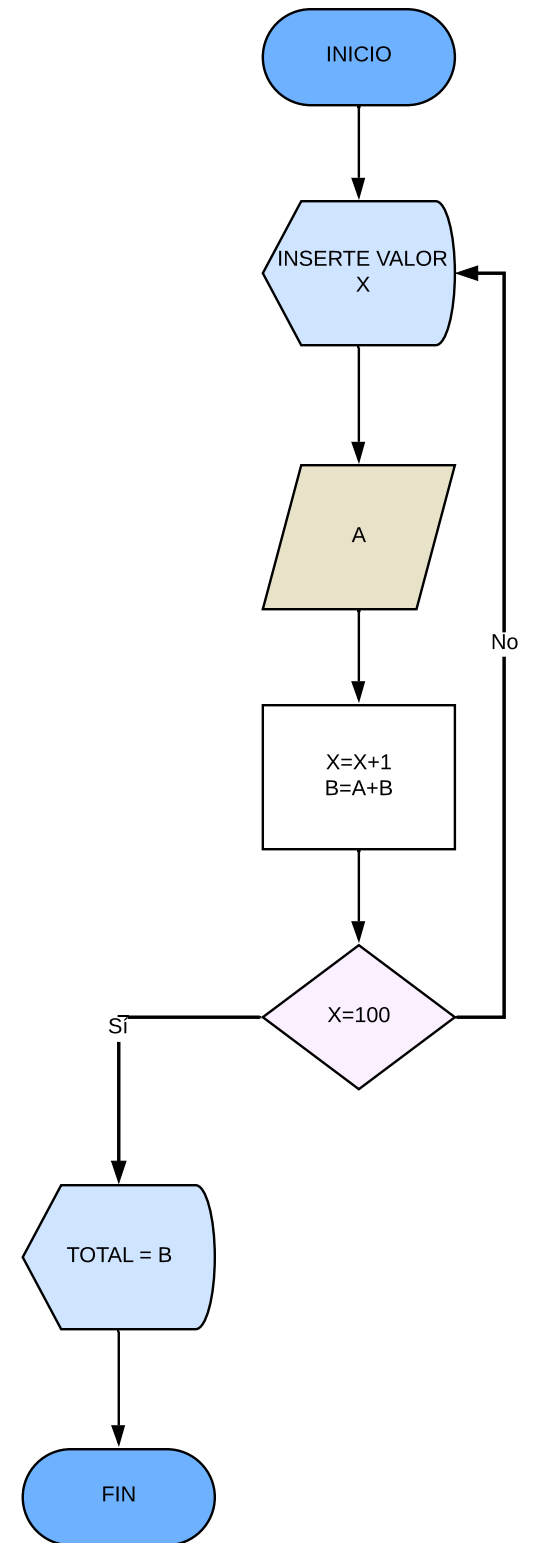 INICIO
INSERTE VALOR
X
A
No
X=X+1
B=A+B
X=100
Sí
TOTAL = B
FIN